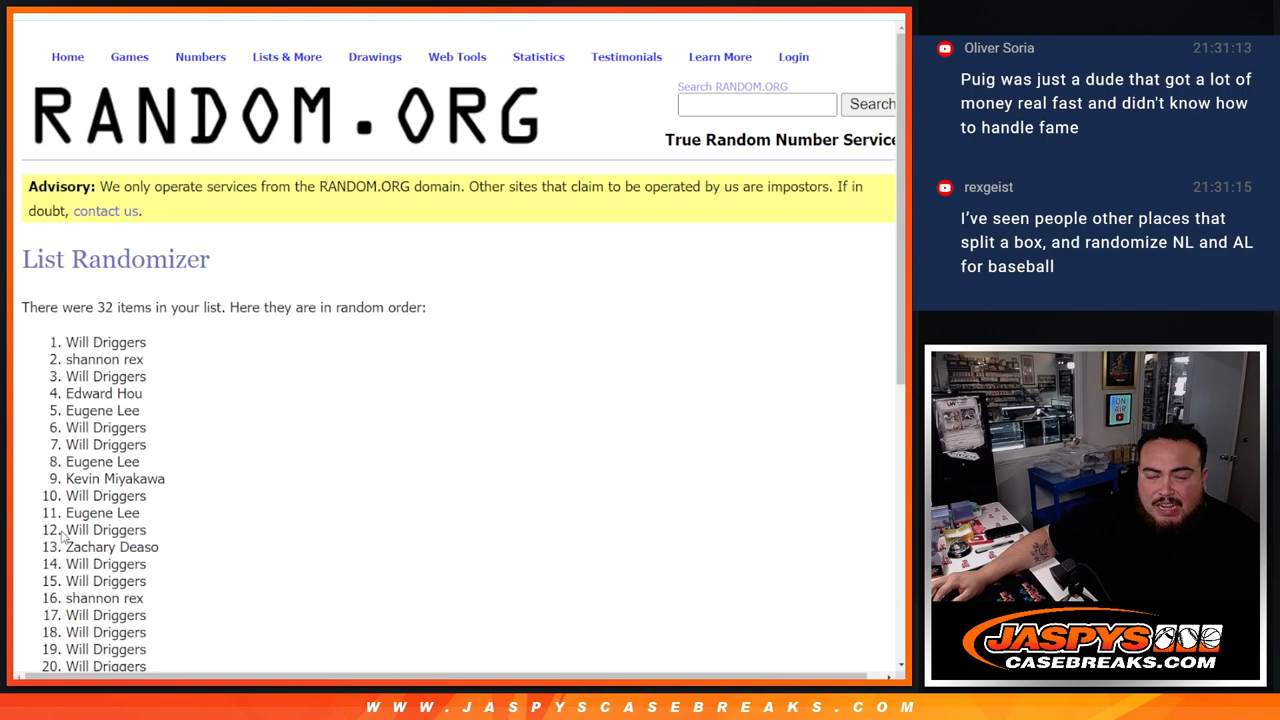 Home Games Numbers Lists & More Drawings Web Tools Statistics Testimonials Learn More Login
RANDOM.ORG
Search RANDOM.ORG
Search
True Random Number Service
Advisory: We only operate services from the RANDOM.ORG domain. Other sites that claim to be operated by us are impostors. If in
doubt, contact us.
List Randomizer
There were 32 items in your list. Here they are in random order:
1. Will Driggers
2. shannon rex
3. Will Driggers
4. Edward Hou
5. Eugene Lee
6. Will Driggers
7. Will Driggers
8. Eugene Lee
9. Kevin Miyakawa
10. Will Driggers
11. Eugene Lee
12. Will Driggers
13. Zachary Deaso
14. Will Driggers
15. Will Driggers
16. shannon rex
17. Will Driggers
18. Will Driggers
19. Will Driggers
20. Will Driggers
Oliver Soria 21:31:13
Puig was just a dude that got a lot of
money real fast and didn't know how
to handle fame
rexgeist 21:31:15
I've seen people other places that
split a box, and randomize NL and AL
for baseball
ON
AIR
JASPYS
CASEBREAKS.COM
WWW.JASPYSCASEBREAKS.COM